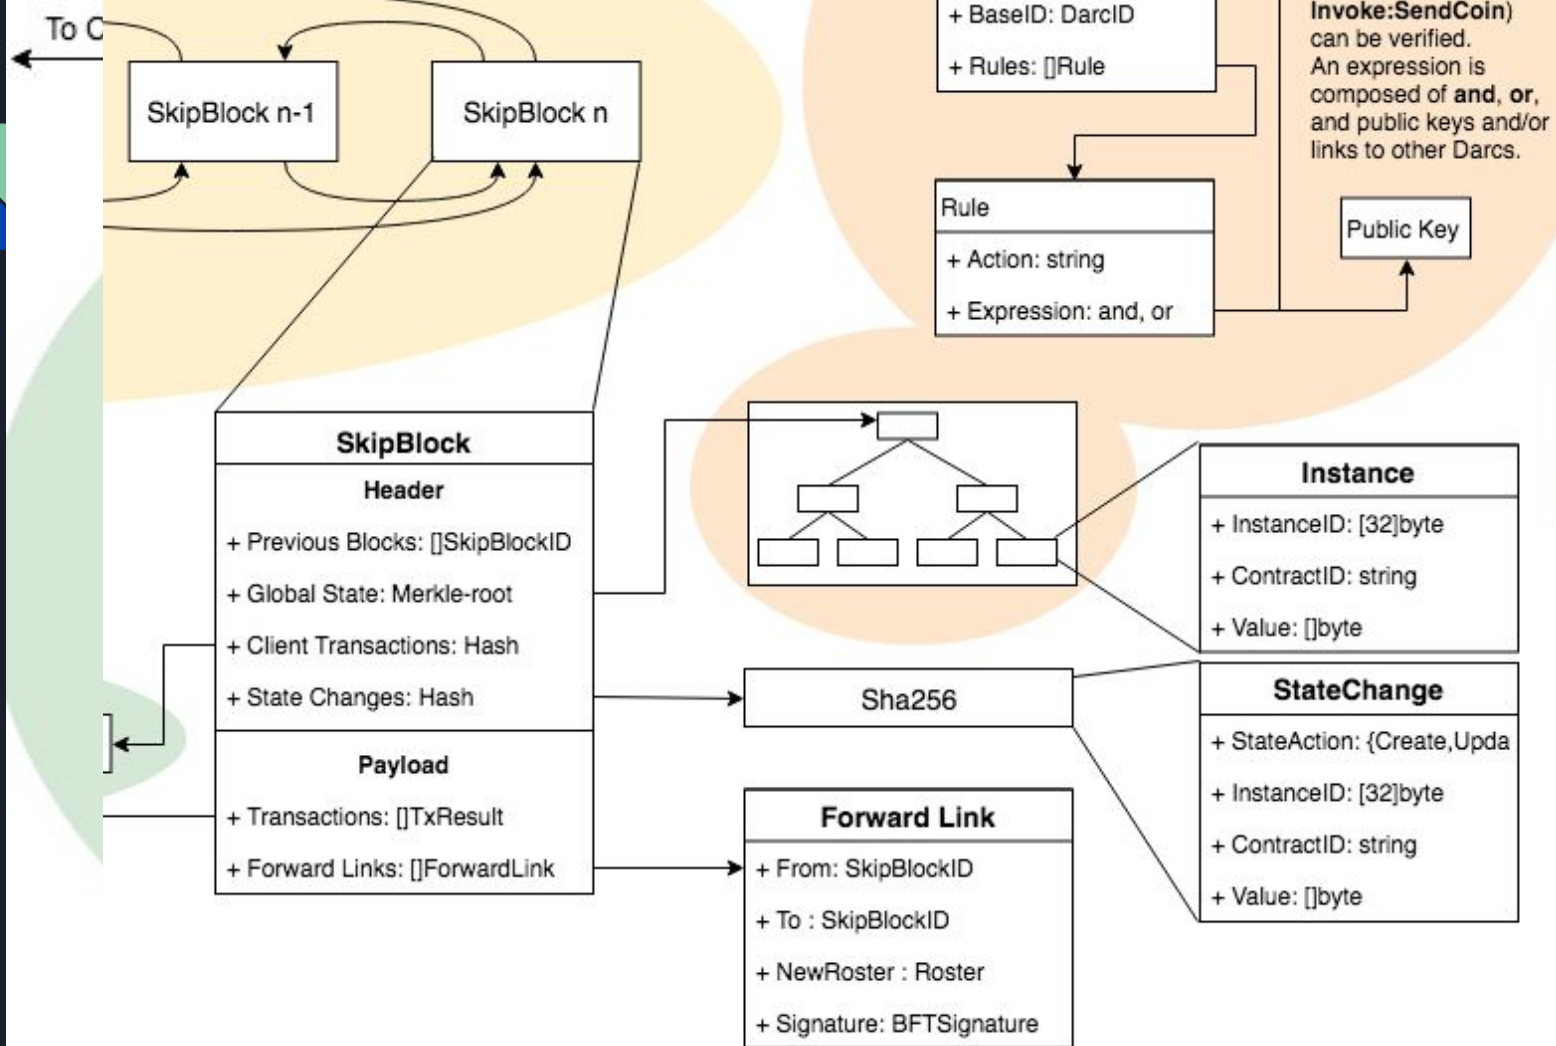 To C
SkipBlock n-1
SkipBlock n
+ BaseID: DarcID
+ Rules: []Rule
Invoke:SendCoin)
can be verified.
An expression is
composed of and, or,
and public keys and/or
links to other Darcs.
Rule
+ Action: string
+ Expression: and, or
Public Key
SkipBlock
Header
+ Previous Blocks: []SkipBlockID
+ Global State: Merkle-root
+ Client Transactions: Hash
+ State Changes: Hash
Payload
+ Transactions: []TxResult
+ Forward Links: []ForwardLink
Instance
+ InstanceID: [32]byte
+ ContractID: string
+ Value: []byte
Sha256
StateChange
+ StateAction: {Create,Upda
+ InstanceID: [32]byte
+ ContractID: string
+ Value: []byte
Forward Link
+ From: SkipBlockID
+ To : SkipBlockID
+ NewRoster : Roster
+ Signature: BFTSignature